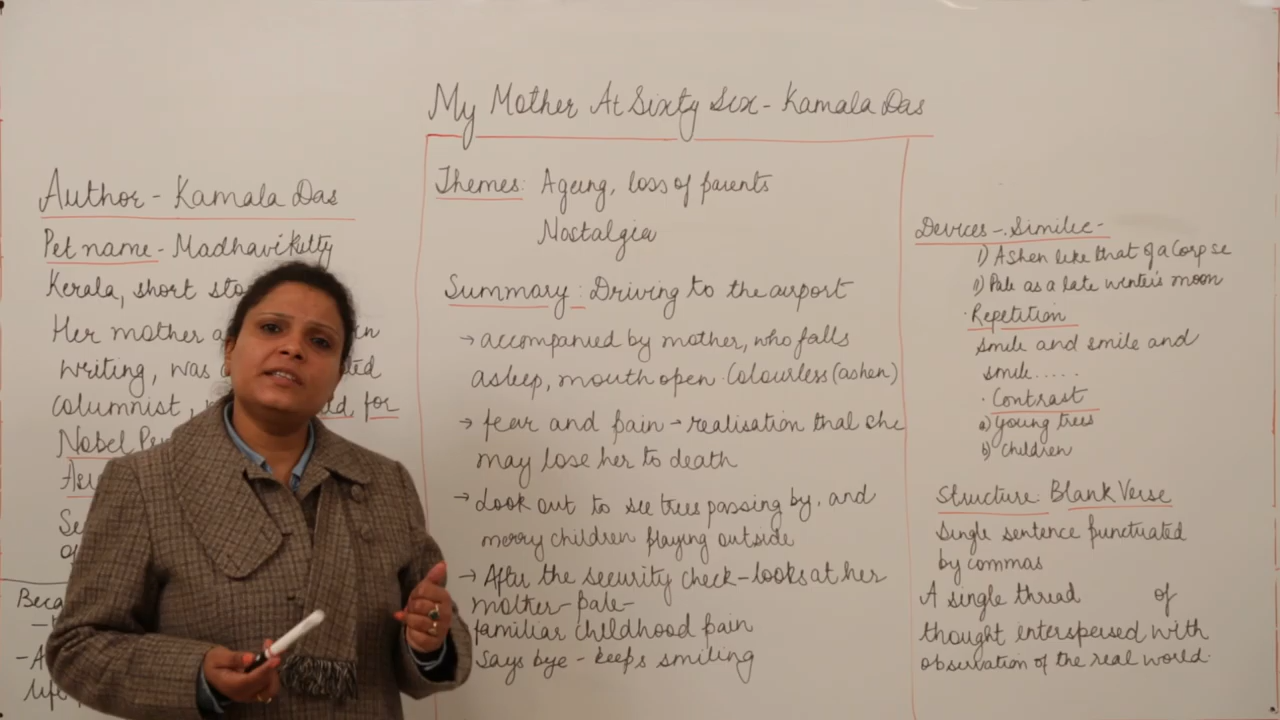 My Mother At Sixty Six - Kamala Das
Author - Kamala Das
Pet name - Madhavikutty
Kerala, short
Her mother
writing, was
columnist, for
Nobel
Themes: Ageing, loss of parents
Nostalgia
Summary: Driving to the airport
→ accompanied by mother, who falls
asleep, mouth open. Colourless (ashen)
→ fear and pain → realisation that she
may lose her to death
→ Look out to see trees passing by, and
merry children playing outside
→ After the security check - looks at her
mother - pale -
familiar childhood pain
Says bye - keeps smiling
Devices - Simile -
1) Ashen like that of a corpse
11) Pale as a late winter's moon
· Repetition
smile and smile and
smile.....
· Contrast
a) young trees
b) children
Structure: Blank Verse
Single sentence punctuated
by commas
A single thread of
thought interspersed with
observation of the real world.